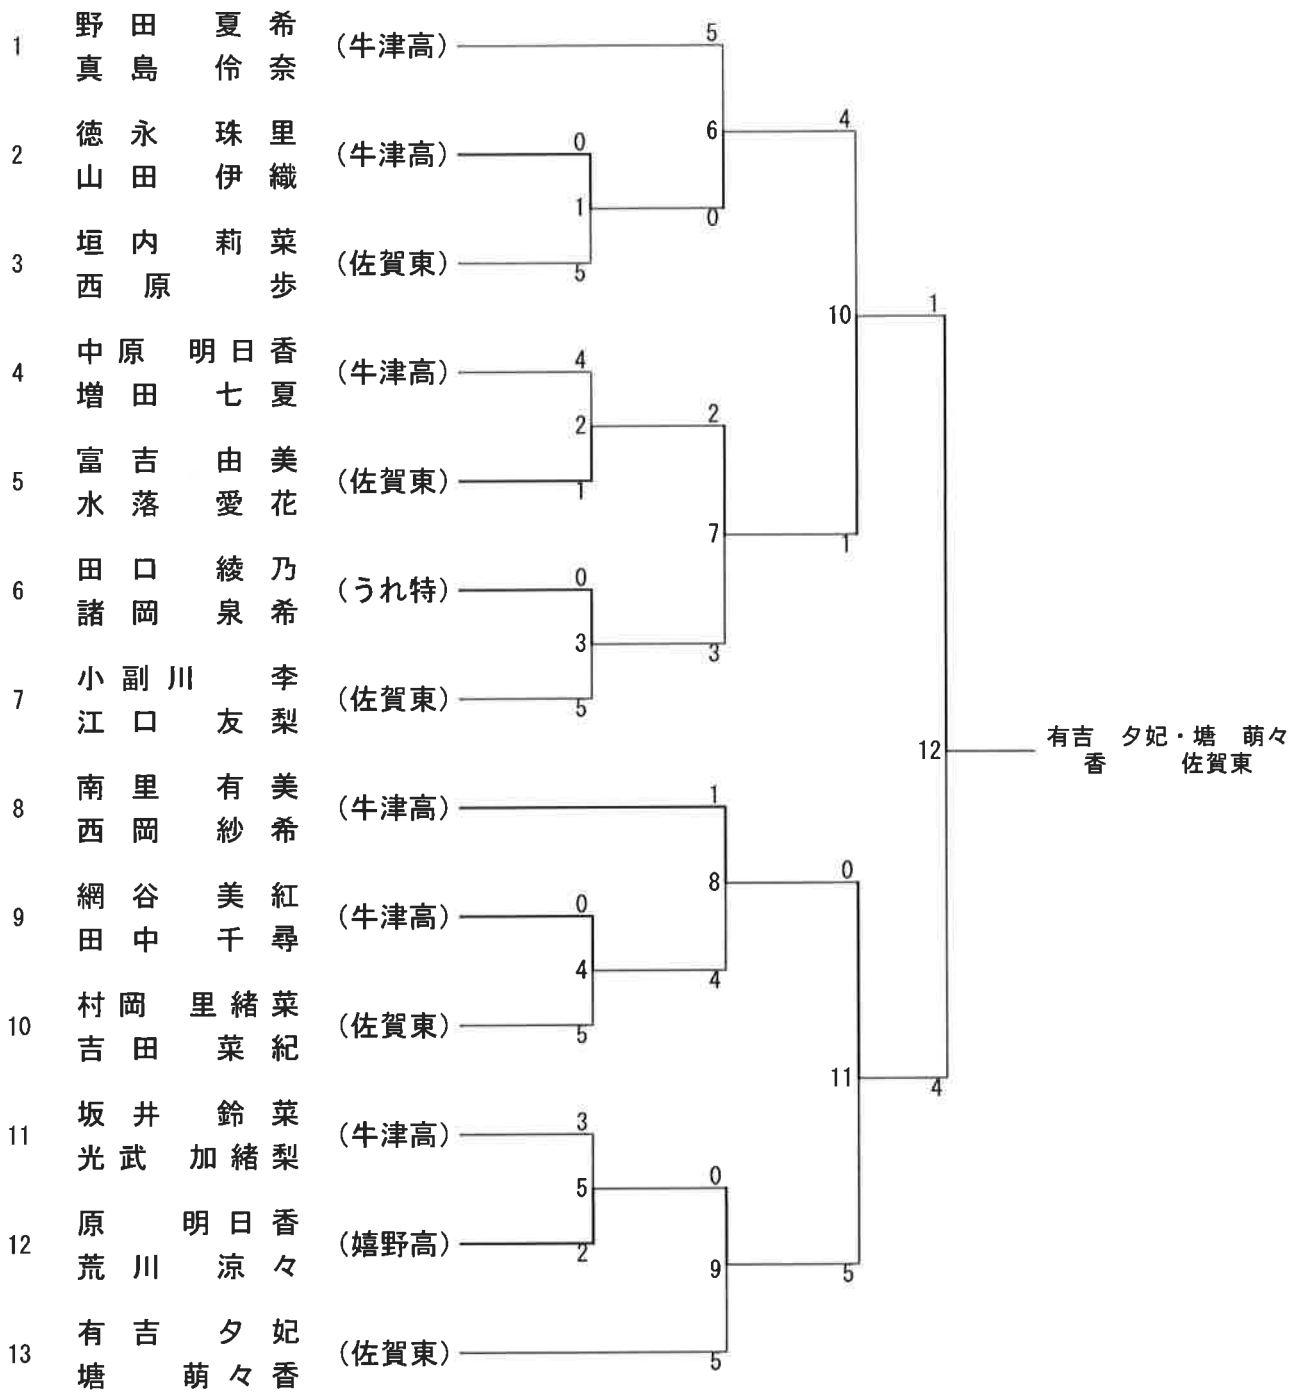 野田 夏希
1 (牛津高) 5
真島 伶奈
6 4
徳永 珠里
2 (牛津高) 0
山田 伊織
1 0
垣内 莉菜
3 (佐賀東) 5
西原 歩
10 1
中原 明日香
4 (牛津高) 4
増田 七夏
2 2
富吉 由美
5 (佐賀東) 1
水落 愛花
7 1
田口 綾乃
6 (うれ特) 0
諸岡 泉希
3 3
小副川 李
7 (佐賀東) 5
江口 友梨
12 有吉 夕妃・塘 萌々
香 佐賀東
南里 有美
8 (牛津高) 1
西岡 紗希
8 0
網谷 美紅
9 (牛津高) 0
田中 千尋
4 4
村岡 里緒菜
10 (佐賀東) 5
吉田 菜紀
11 4
坂井 鈴菜
11 (牛津高) 3
光武 加緒梨
5 0
原 明日香
12 (嬉野高) 2
荒川 涼々
9 5
有吉 夕妃
13 (佐賀東) 5
塘 萌々香